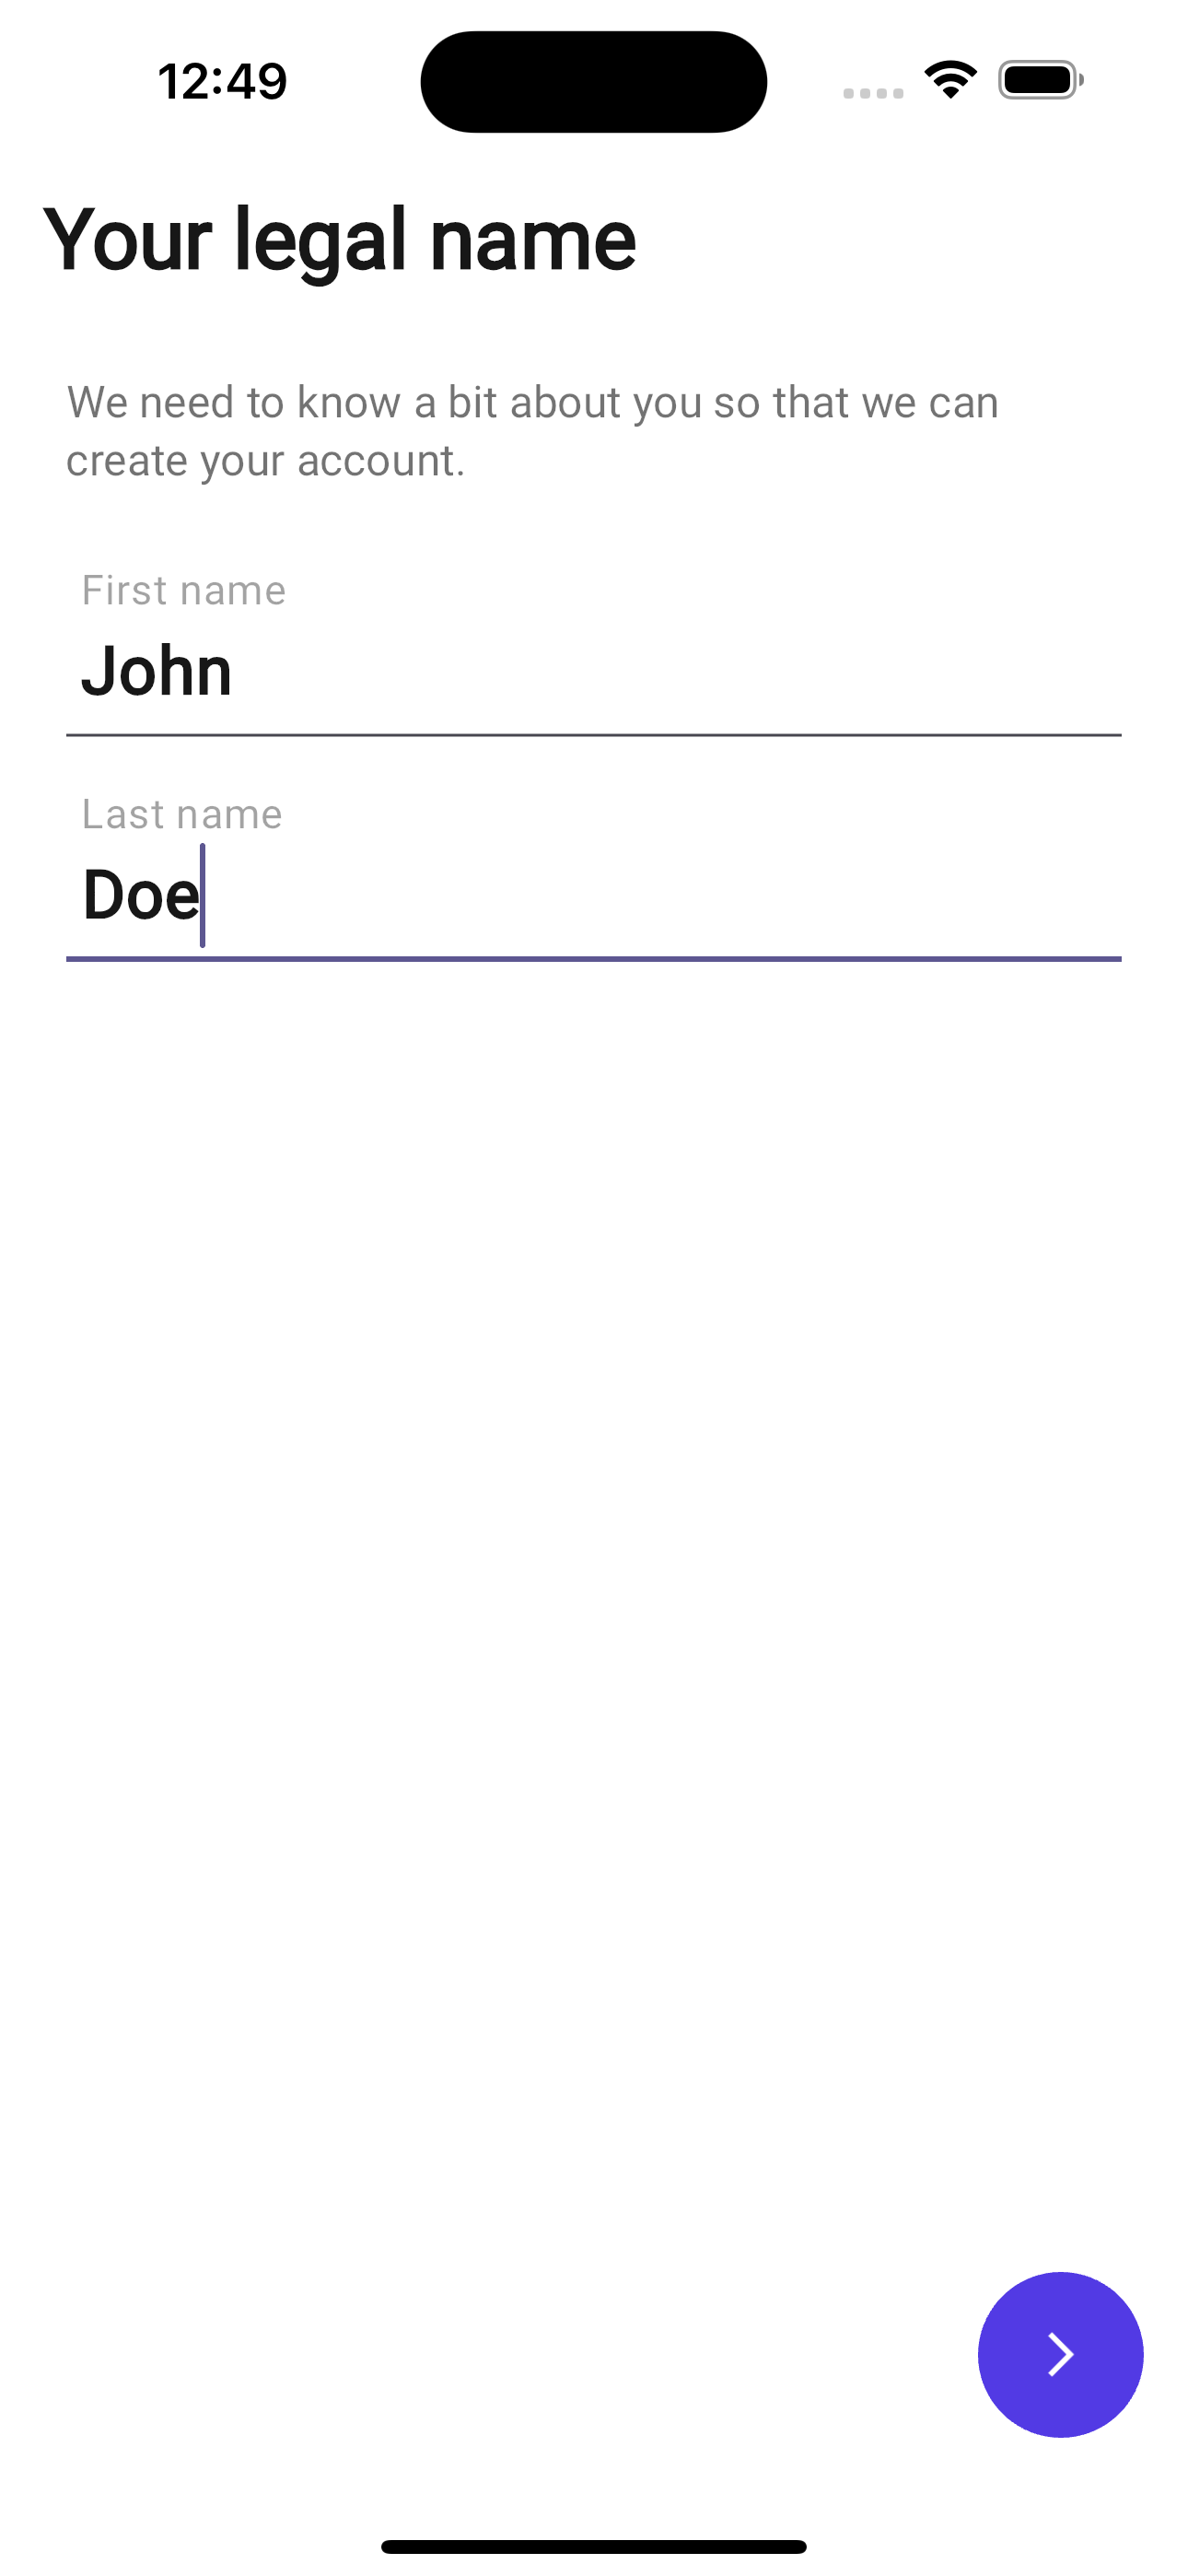 12:49
Your legal name
We need to know a bit about you so that we can
create your account.
First name
John
Last name
Doe